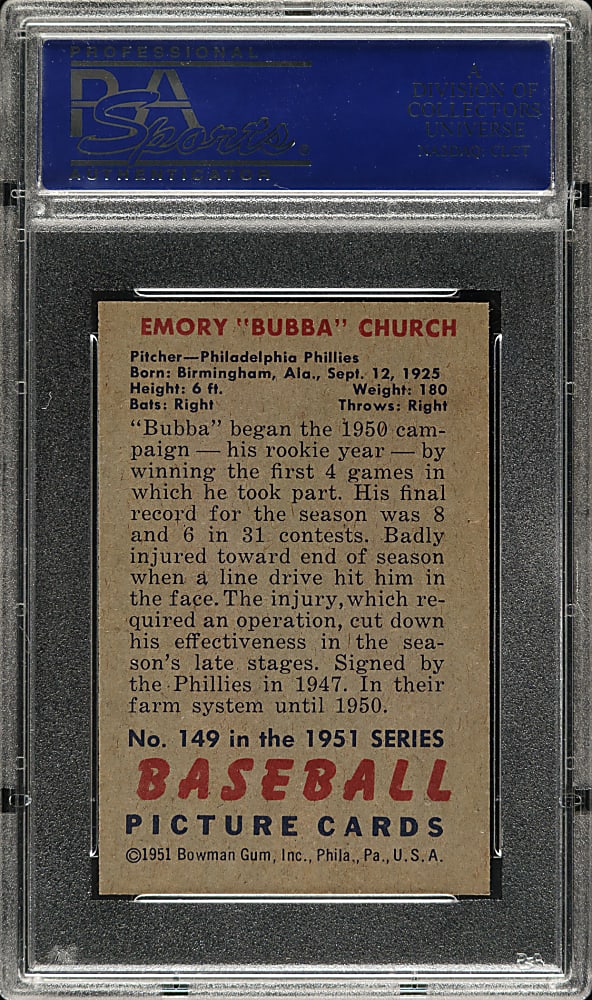 PROFESSIONAL
PSA
Sports®
AUTHENTICATOR
A
DIVISION OF
COLLECTORS
UNIVERSE
NASDAQ: CLCT
EMORY "BUBBA" CHURCH
Pitcher—Philadelphia Phillies
Born: Birmingham, Ala., Sept. 12, 1925
Height: 6 ft. Weight: 180
Bats: Right Throws: Right
"Bubba" began the 1950 cam-
paign — his rookie year — by
winning the first 4 games in
which he took part. His final
record for the season was 8
and 6 in 31 contests. Badly
injured toward end of season
when a line drive hit him in
the face. The injury, which re-
quired an operation, cut down
his effectiveness in the sea-
son's late stages. Signed by
the Phillies in 1947. In their
farm system until 1950.
No. 149 in the 1951 SERIES
BASEBALL
PICTURE CARDS
©1951 Bowman Gum, Inc., Phila., Pa., U.S.A.
PSA